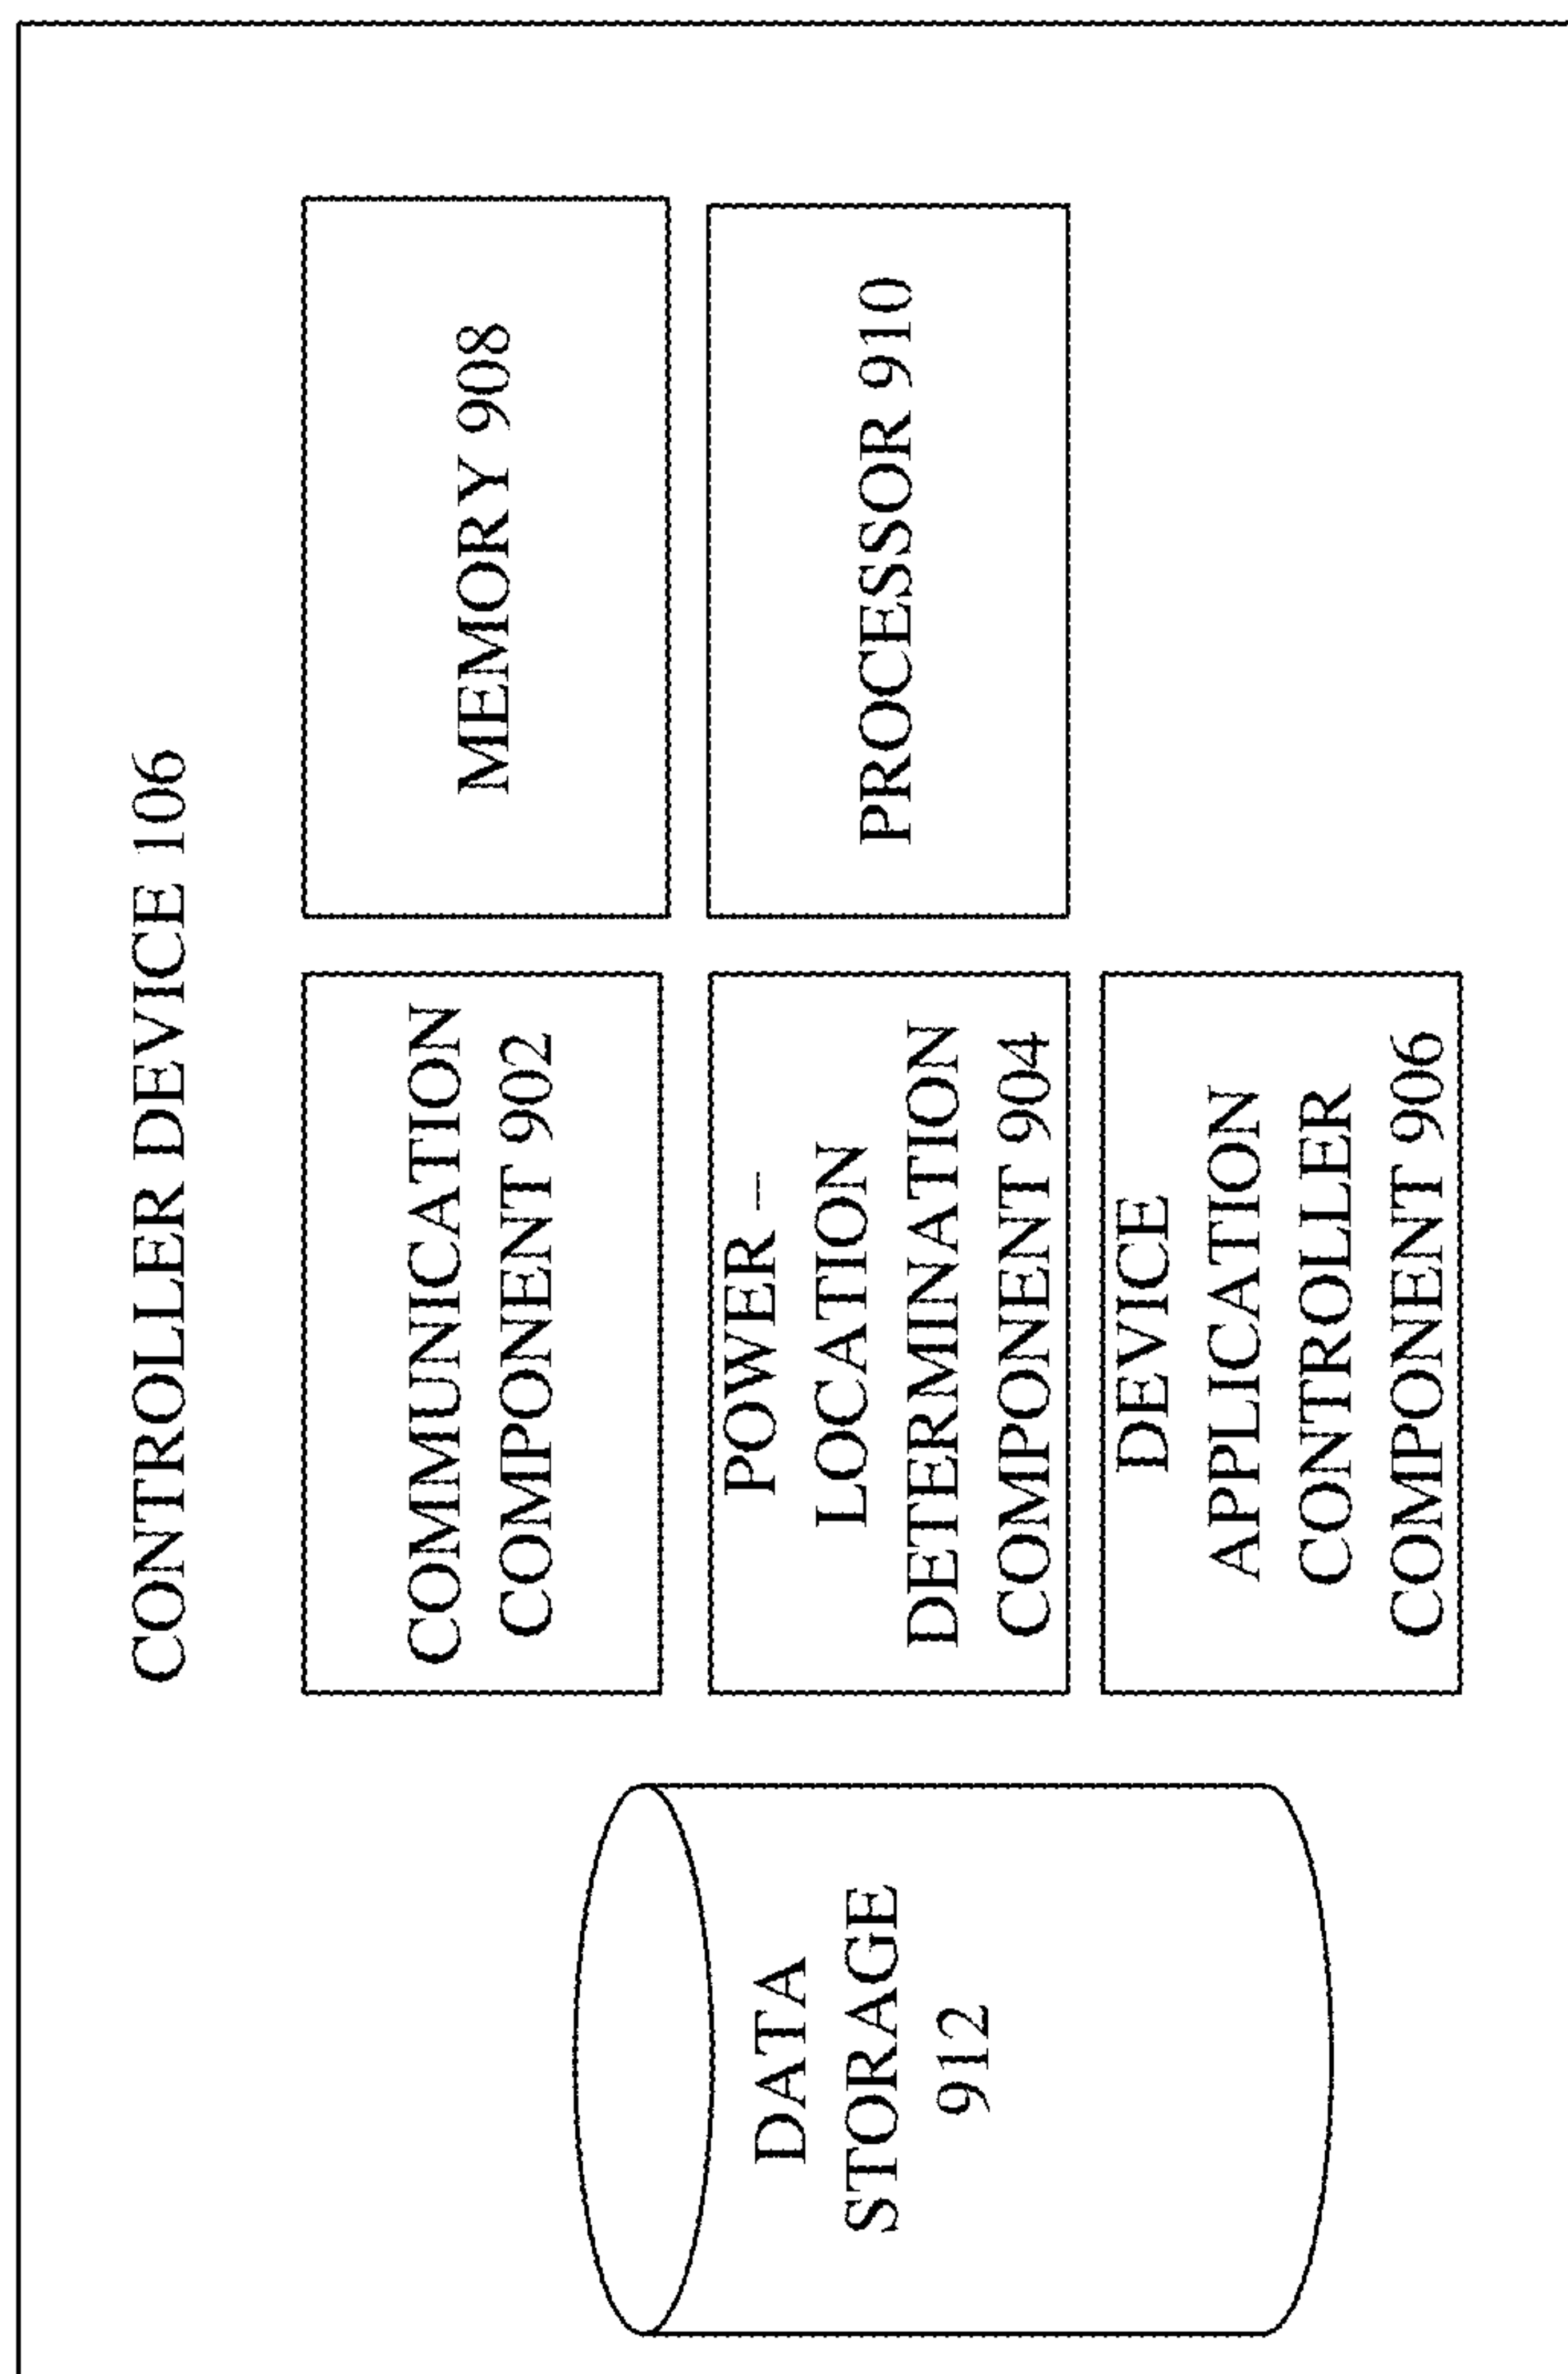 CONTROLLER DEVICE 106
DATA
STORAGE
912
COMMUNICATION
COMPONENT 902
POWER –
LOCATION
DETERMINATION
COMPONENT 904
DEVICE
APPLICATION
CONTROLLER
COMPONENT 906
MEMORY 908
PROCESSOR 910